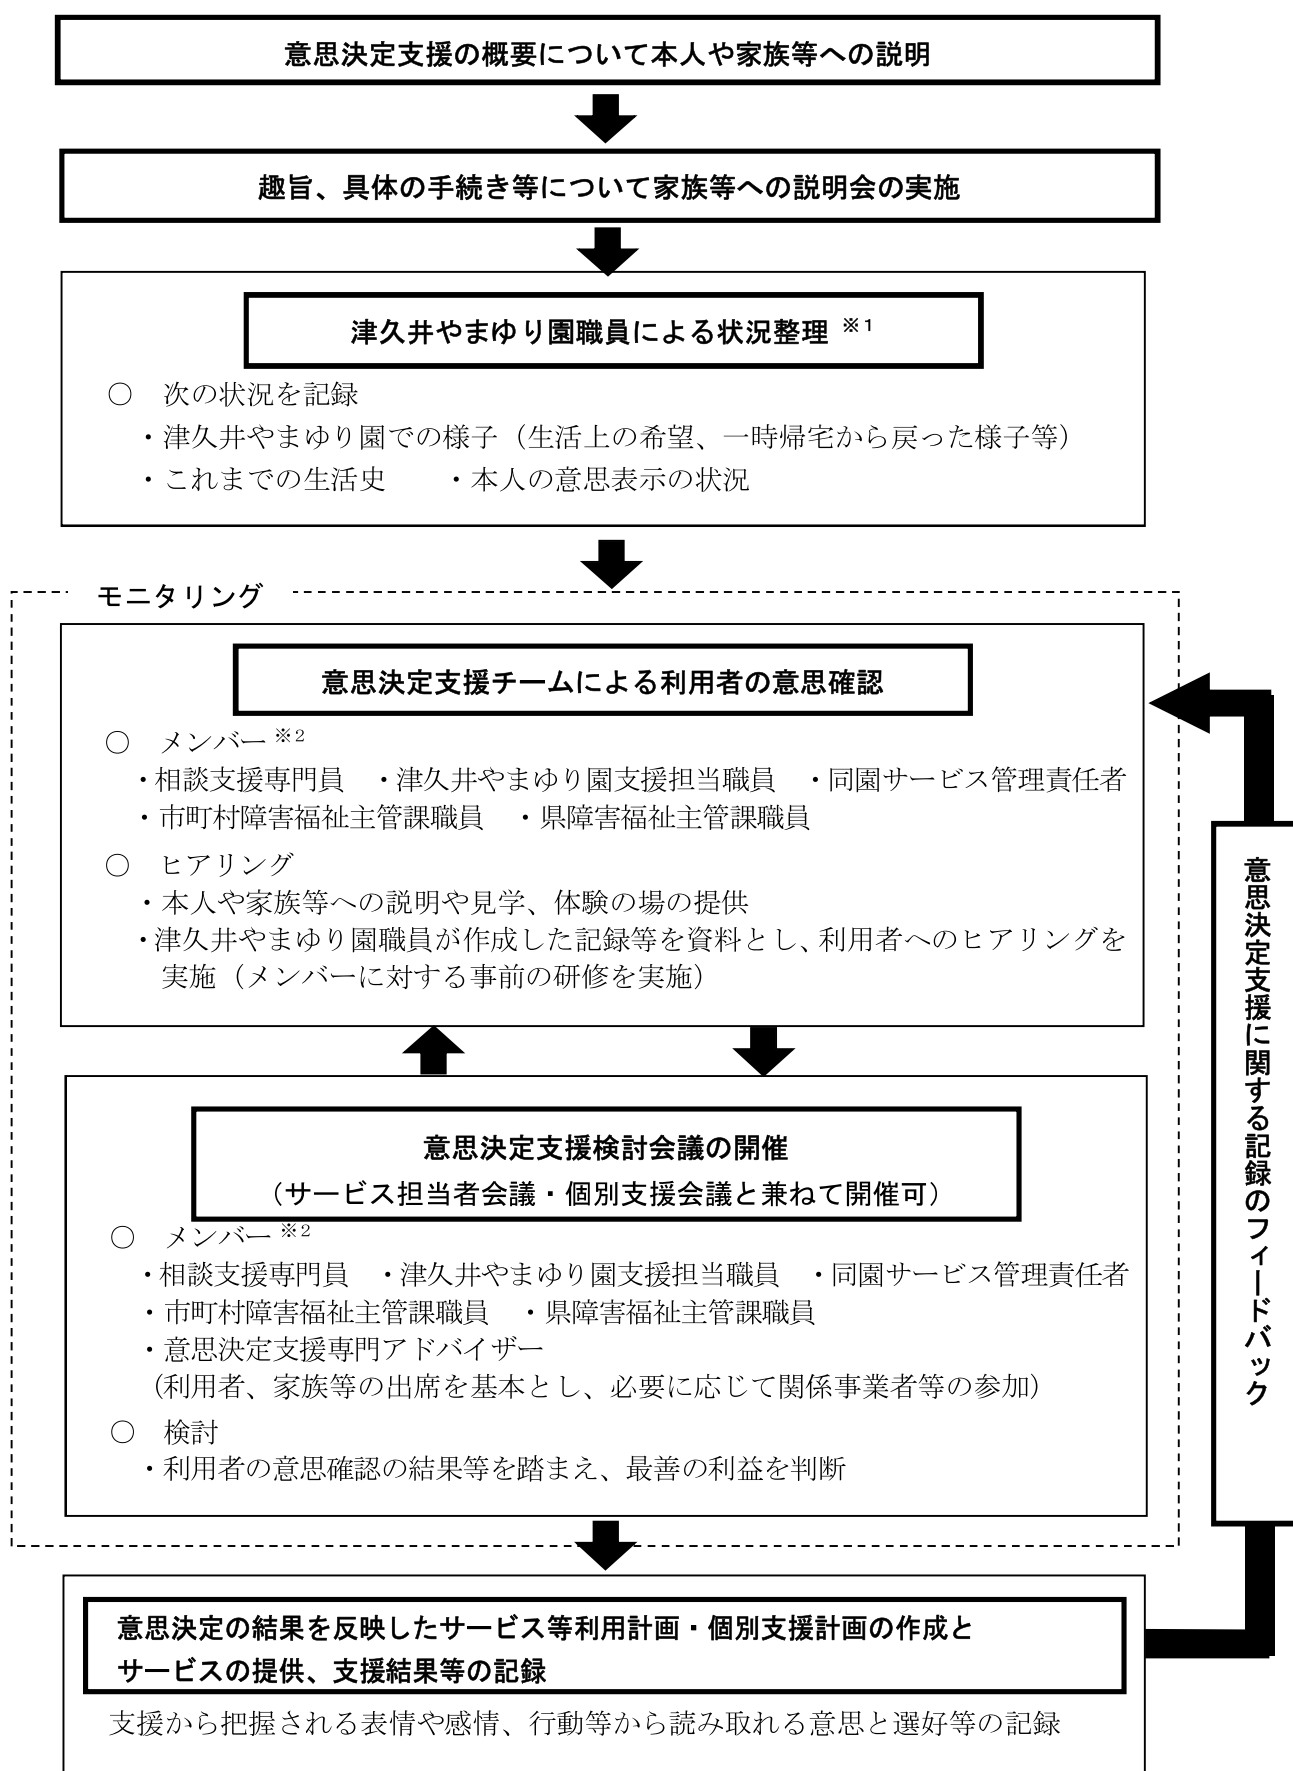 意思決定支援の概要について本人や家族等への説明
趣旨、具体の手続き等について家族等への説明会の実施
津久井やまゆり園職員による状況整理 ※1
○　次の状況を記録
・津久井やまゆり園での様子（生活上の希望、一時帰宅から戻った様子等）
・これまでの生活史　　・本人の意思表示の状況
モニタリング
意思決定支援チームによる利用者の意思確認
○　メンバー※2
・相談支援専門員　・津久井やまゆり園支援担当職員　・同園サービス管理責任者
・市町村障害福祉主管課職員　・県障害福祉主管課職員
○　ヒアリング
・本人や家族等への説明や見学、体験の場の提供
・津久井やまゆり園職員が作成した記録等を資料とし、利用者へのヒアリングを
実施（メンバーに対する事前の研修を実施）
意思決定支援検討会議の開催
（サービス担当者会議・個別支援会議と兼ねて開催可）
○　メンバー※2
・相談支援専門員　・津久井やまゆり園支援担当職員　・同園サービス管理責任者
・市町村障害福祉主管課職員　・県障害福祉主管課職員
・意思決定支援専門アドバイザー
（利用者、家族等の出席を基本とし、必要に応じて関係事業者等の参加）
○　検討
・利用者の意思確認の結果等を踏まえ、最善の利益を判断
意思決定の結果を反映したサービス等利用計画・個別支援計画の作成と
サービスの提供、支援結果等の記録
支援から把握される表情や感情、行動等から読み取れる意思と選好等の記録
意思決定支援に関する記録のフィードバック